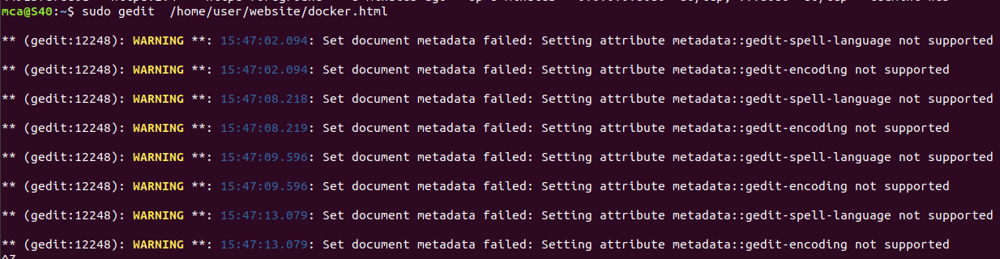 mca@S40:~$ sudo gedit  /home/user/website/docker.html
** (gedit:12248): WARNING **: 15:47:02.094: Set document metadata failed: Setting attribute metadata::gedit-spell-language not supported
** (gedit:12248): WARNING **: 15:47:02.094: Set document metadata failed: Setting attribute metadata::gedit-encoding not supported
** (gedit:12248): WARNING **: 15:47:08.218: Set document metadata failed: Setting attribute metadata::gedit-spell-language not supported
** (gedit:12248): WARNING **: 15:47:08.219: Set document metadata failed: Setting attribute metadata::gedit-encoding not supported
** (gedit:12248): WARNING **: 15:47:09.596: Set document metadata failed: Setting attribute metadata::gedit-spell-language not supported
** (gedit:12248): WARNING **: 15:47:09.596: Set document metadata failed: Setting attribute metadata::gedit-encoding not supported
** (gedit:12248): WARNING **: 15:47:13.079: Set document metadata failed: Setting attribute metadata::gedit-spell-language not supported
** (gedit:12248): WARNING **: 15:47:13.079: Set document metadata failed: Setting attribute metadata::gedit-encoding not supported